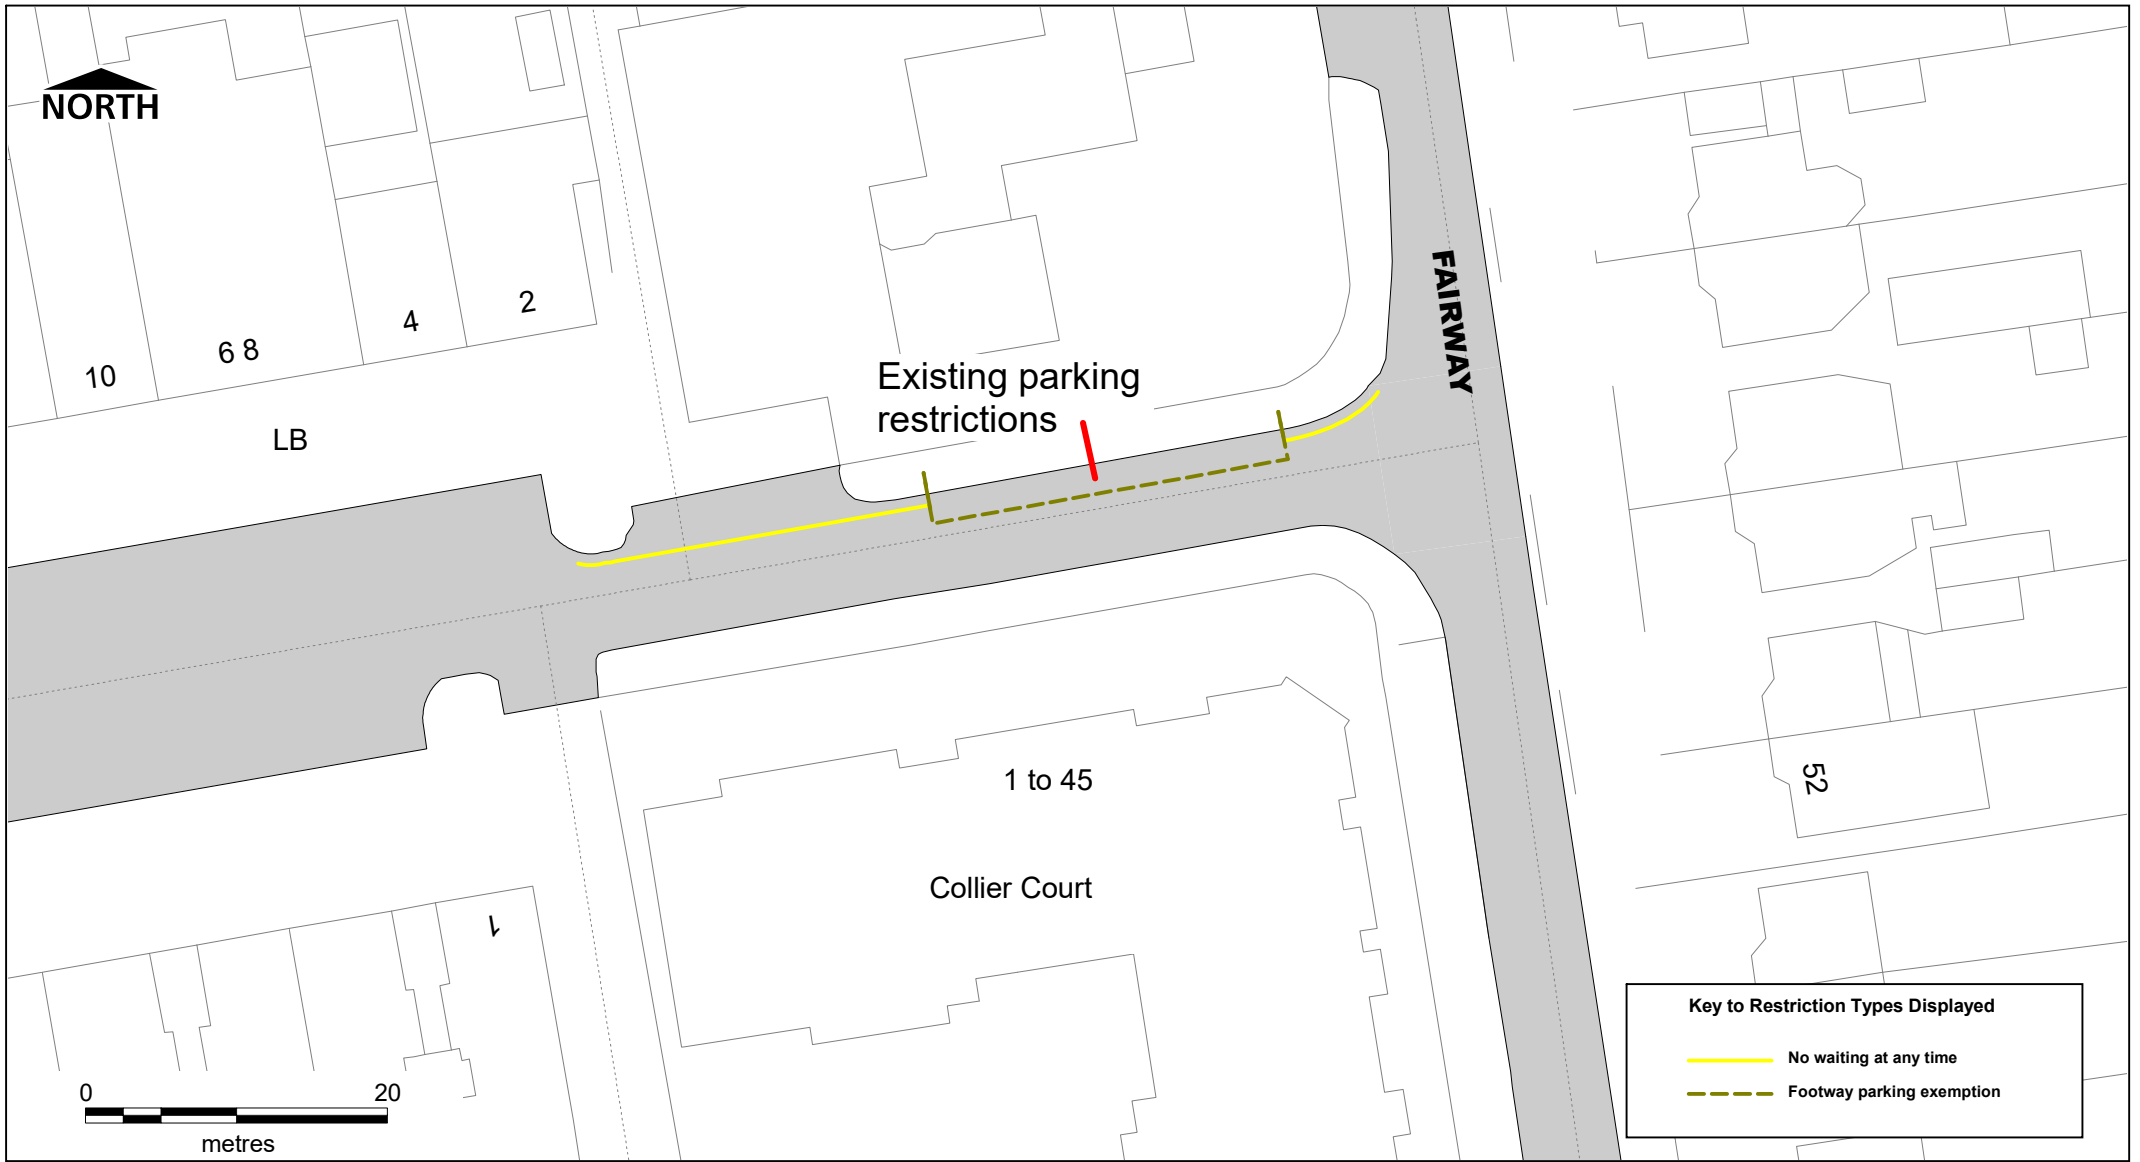 NORTH
2
4
6 8
10
LB
Existing parking
restrictions
FAIRWAY
1 to 45
Collier Court
52
1
Key to Restriction Types Displayed
No waiting at any time
Footway parking exemption
0 20
metres